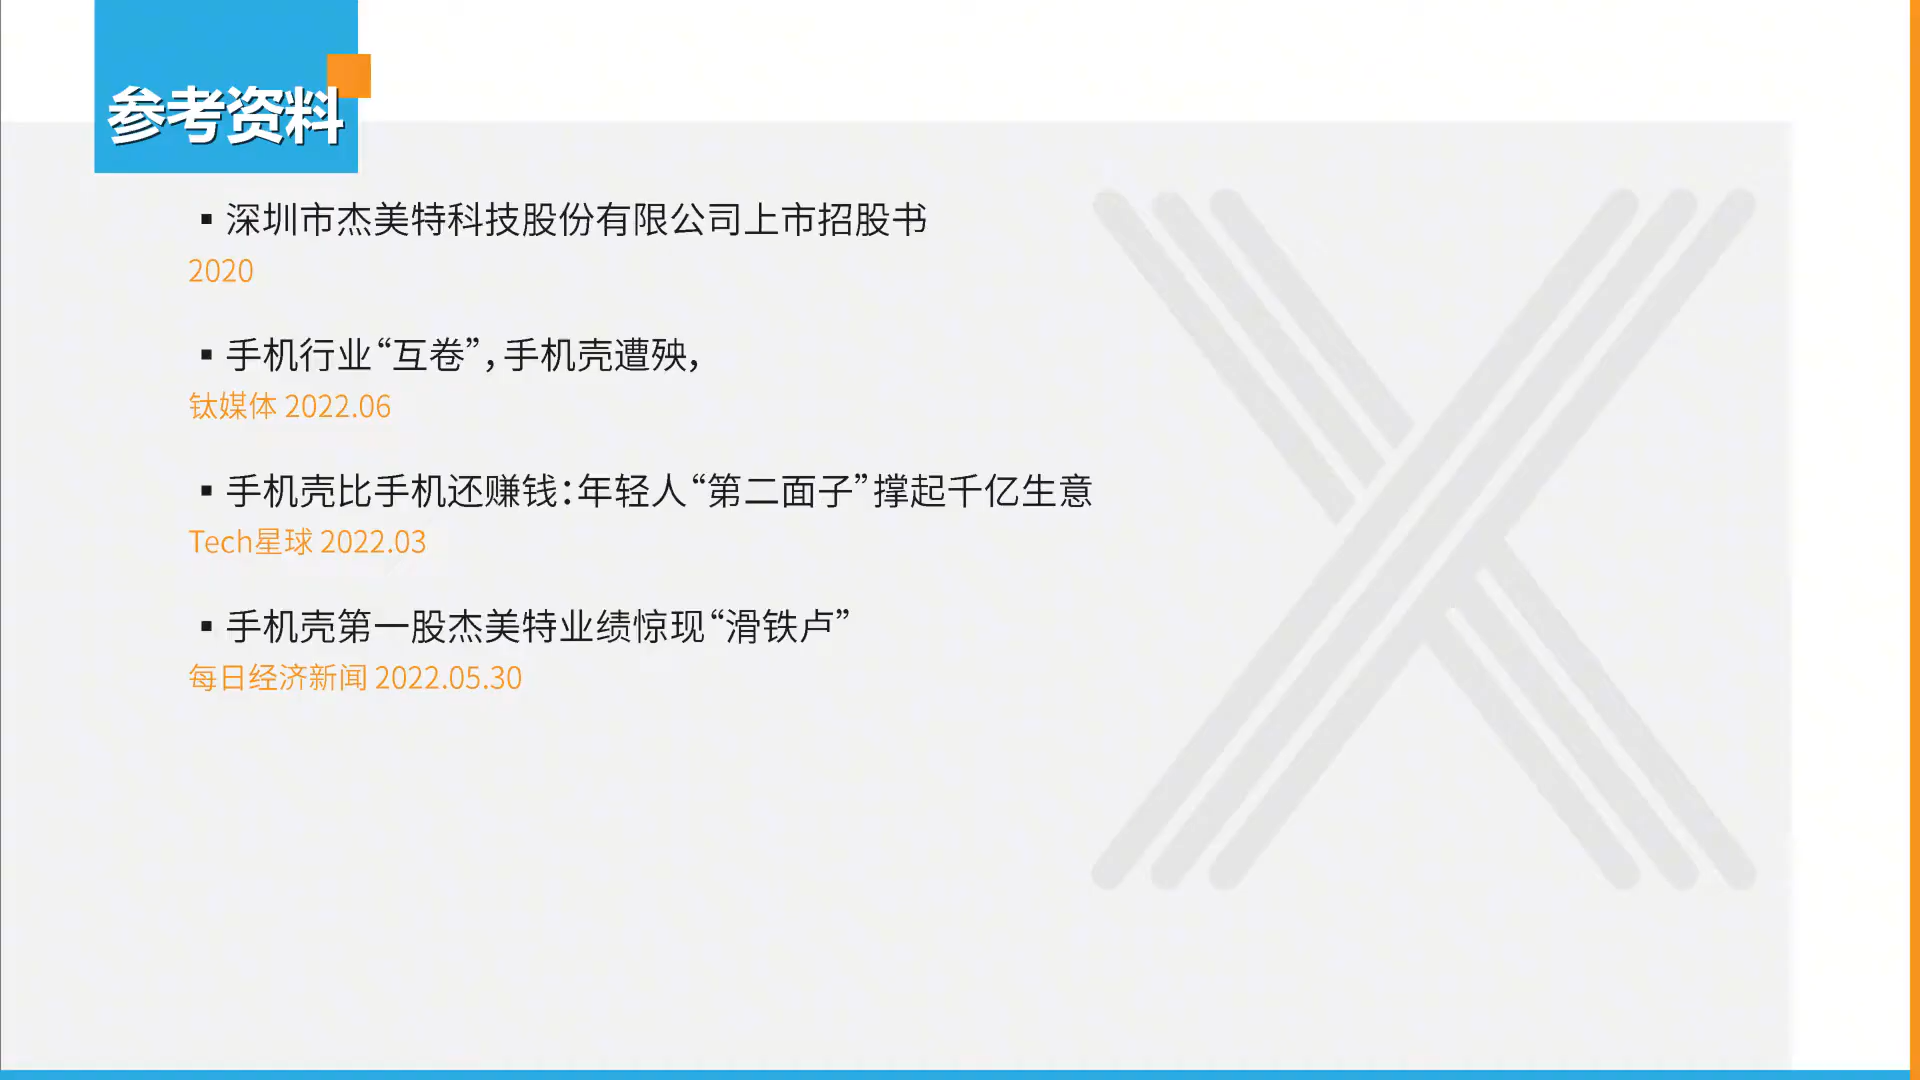 参考资料
▪ 深圳市杰美特科技股份有限公司上市招股书
2020
▪ 手机行业“互卷”，手机壳遭殃，
钛媒体 2022.06
▪ 手机壳比手机还赚钱：年轻人“第二面子”撑起千亿生意
Tech星球 2022.03
▪ 手机壳第一股杰美特业绩惊现“滑铁卢”
每日经济新闻 2022.05.30